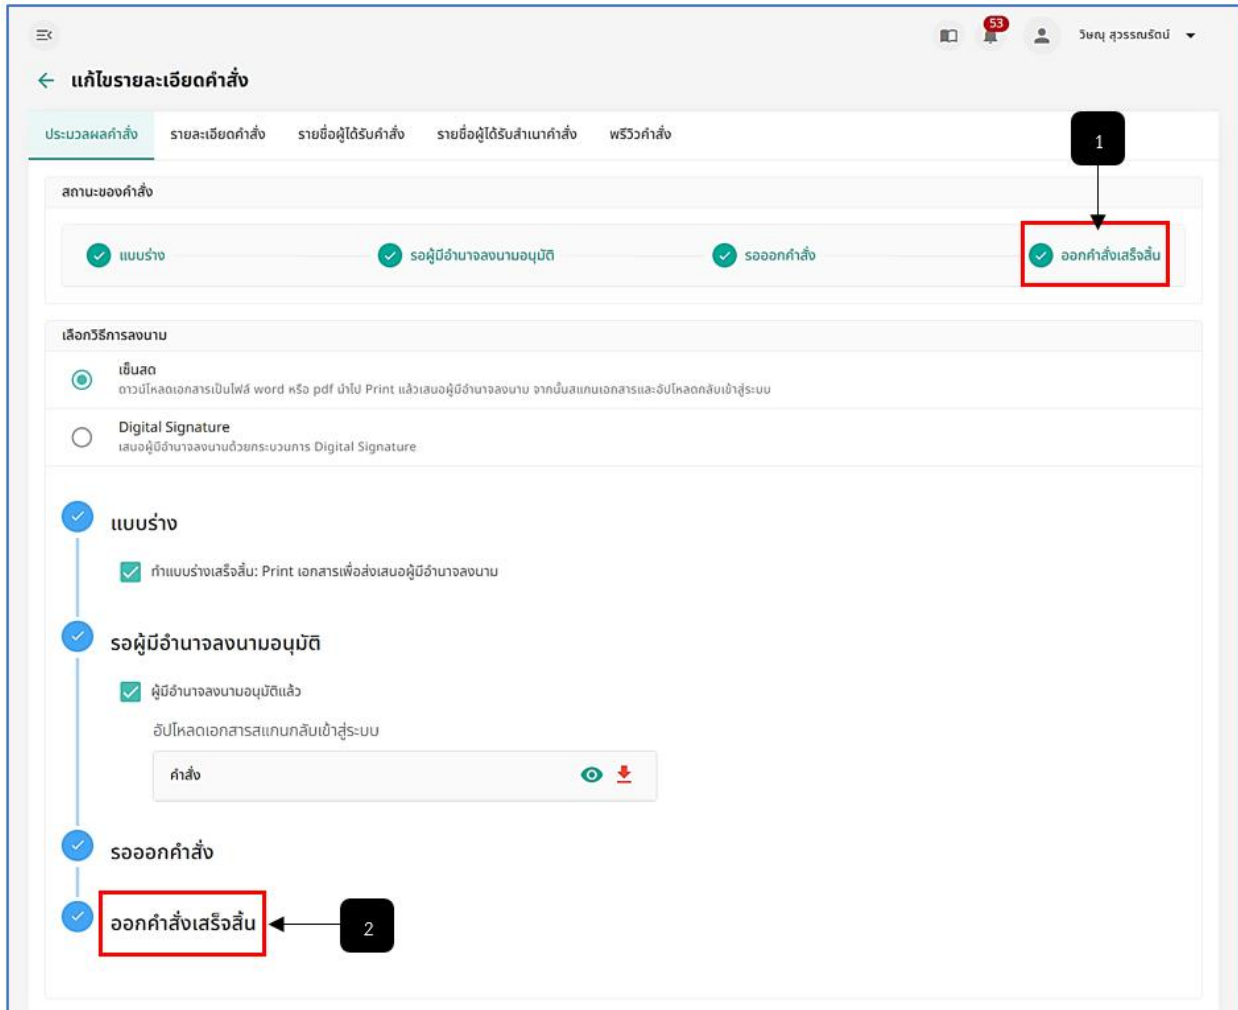 53
วิษณุ สุวรรณรัตน์
แก้ไขรายละเอียดคำสั่ง
ประมวลผลคำสั่ง รายละเอียดคำสั่ง รายชื่อผู้ได้รับคำสั่ง รายชื่อผู้ได้รับสำเนาคำสั่ง พรีวิวคำสั่ง
1
สถานะของคำสั่ง
แบบร่าง รอผู้มีอำนาจลงนามอนุมัติ รอออกคำสั่ง ออกคำสั่งเสร็จสิ้น
เลือกวิธีการลงนาม
เซ็นสด
ดาวน์โหลดเอกสารเป็นไฟล์ word หรือ pdf นำไป Print แล้วเสนอผู้มีอำนาจลงนาม จากนั้นสแกนเอกสารและอัปโหลดกลับเข้าสู่ระบบ
Digital Signature
เสนอผู้มีอำนาจลงนามด้วยกระบวนการ Digital Signature
แบบร่าง
ทำแบบร่างเสร็จสิ้น: Print เอกสารเพื่อส่งเสนอผู้มีอำนาจลงนาม
รอผู้มีอำนาจลงนามอนุมัติ
ผู้มีอำนาจลงนามอนุมัติแล้ว
อัปโหลดเอกสารสแกนกลับเข้าสู่ระบบ
คำสั่ง
รอออกคำสั่ง
ออกคำสั่งเสร็จสิ้น
2